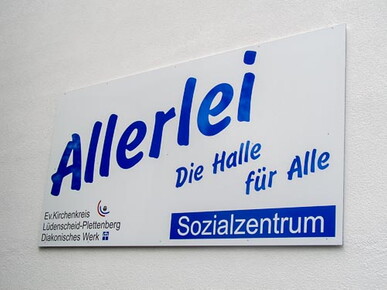 Allerlei
Die Halle
für Alle
Ev.Kirchenkreis
Lüdenscheid-Plettenberg
Diakonisches Werk
Sozialzentrum